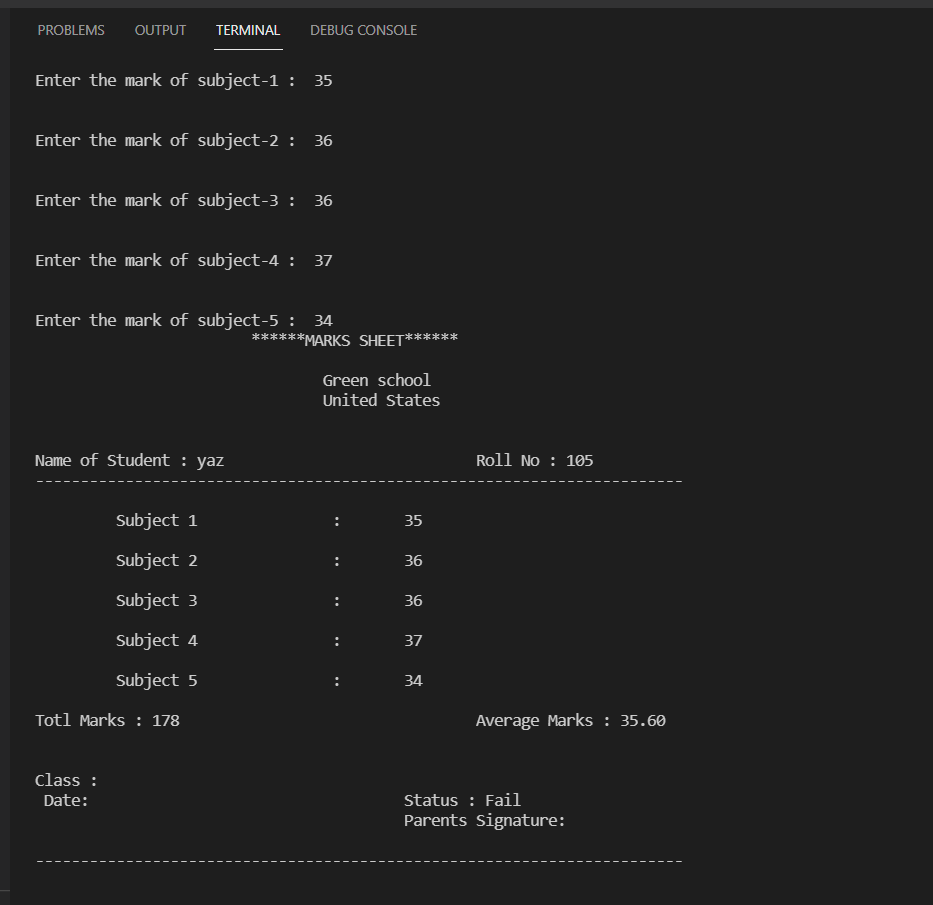 PROBLEMS OUTPUT TERMINAL DEBUG CONSOLE
Enter the mark of subject-1 : 35
Enter the mark of subject-2 : 36
Enter the mark of subject-3 : 36
Enter the mark of subject-4 : 37
Enter the mark of subject-5 : 34
******MARKS SHEET******
Green school
United States
Name of Student : yaz Roll No : 105
------------------------------------------------------------------------
Subject 1 : 35
Subject 2 : 36
Subject 3 : 36
Subject 4 : 37
Subject 5 : 34
Totl Marks : 178 Average Marks : 35.60
Class :
Date: Status : Fail
Parents Signature:
------------------------------------------------------------------------